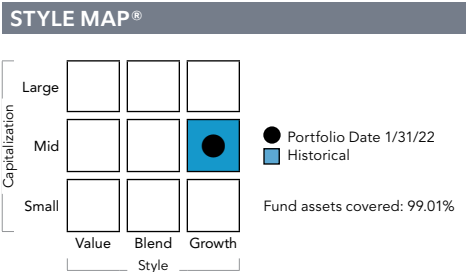 STYLE MAP®
Capitalization
Large
Mid
Small
Value Blend Growth
Style
Portfolio Date 1/31/22
Historical
Fund assets covered: 99.01%